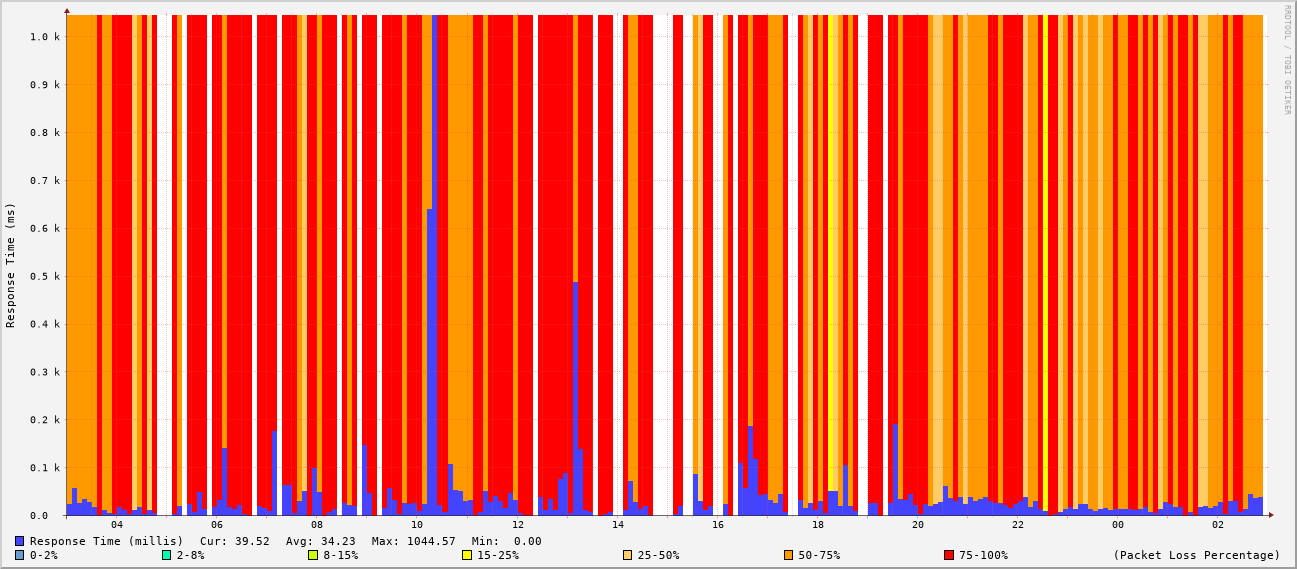 RRDTOOL / TOBI OETIKER
Response Time (ms)
1.0 k
0.9 k
0.8 k
0.7 k
0.6 k
0.5 k
0.4 k
0.3 k
0.2 k
0.1 k
0.0
04 06 08 10 12 14 16 18 20 22 00 02
Response Time (millis) Cur: 39.52 Avg: 34.23 Max: 1044.57 Min: 0.00
0-2% 2-8% 8-15% 15-25% 25-50% 50-75% 75-100% (Packet Loss Percentage)